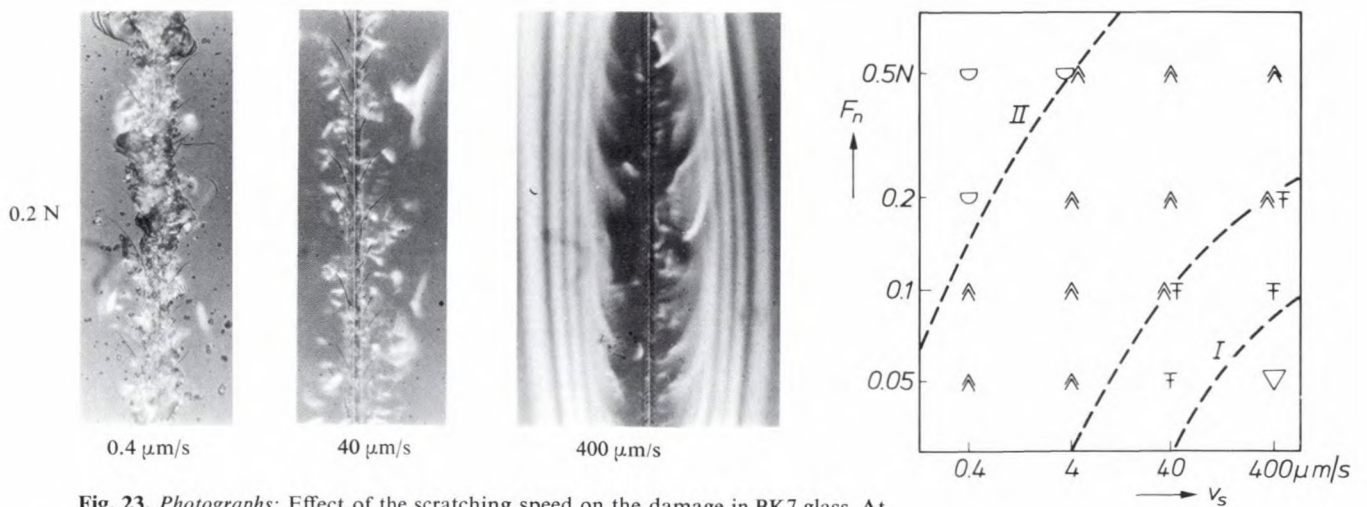 0.2 N
0.4 μm/s
40 μm/s
400 μm/s
0.5N
Fn
0.2
0.1
0.05
II
I
0.4
4
40
400μm/s
vs
Fig. 23. Photographs: Effect of the scratching speed on the damage in BK7 glass. At